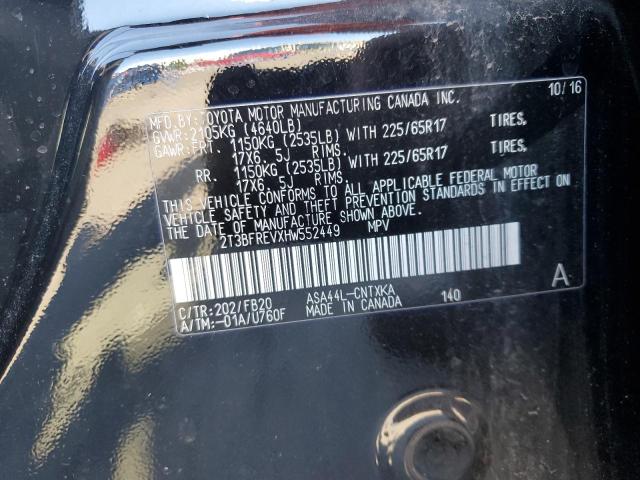 MFD. BY: TOYOTA MOTOR MANUFACTURING CANADA INC. 10/16
GVWR: 2105KG (4640LB)
GAWR: FRT. 1150KG (2535LB) WITH 225/65R17 TIRES,
17X6. 5J RIMS.
RR. 1150KG (2535LB) WITH 225/65R17 TIRES,
17X6. 5J RIMS.
THIS VEHICLE CONFORMS TO ALL APPLICABLE FEDERAL MOTOR
VEHICLE SAFETY AND THEFT PREVENTION STANDARDS IN EFFECT ON
THE DATE OF MANUFACTURE SHOWN ABOVE.
2T3BFREVXHW552449 MPV
C/TR: 202/FB20 ASA44L-CNTXKA 140 A
A/TM: -01A/U760F MADE IN CANADA